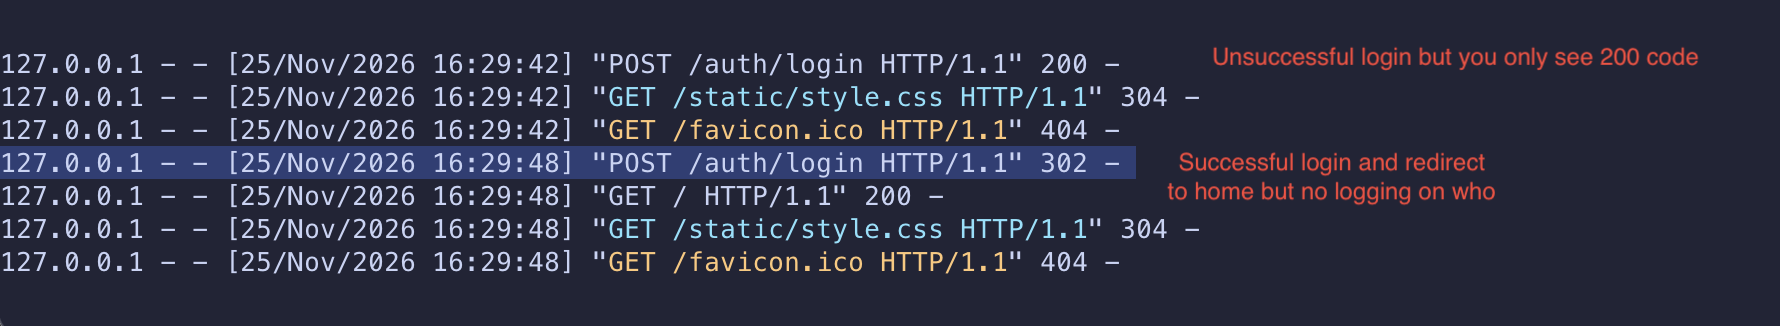 127.0.0.1 - - [25/Nov/2026 16:29:42] "POST /auth/login HTTP/1.1" 200 -
Unsuccessful login but you only see 200 code
127.0.0.1 - - [25/Nov/2026 16:29:42] "GET /static/style.css HTTP/1.1" 304 -
127.0.0.1 - - [25/Nov/2026 16:29:42] "GET /favicon.ico HTTP/1.1" 404 -
127.0.0.1 - - [25/Nov/2026 16:29:48] "POST /auth/login HTTP/1.1" 302 -
Successful login and redirect
to home but no logging on who
127.0.0.1 - - [25/Nov/2026 16:29:48] "GET / HTTP/1.1" 200 -
127.0.0.1 - - [25/Nov/2026 16:29:48] "GET /static/style.css HTTP/1.1" 304 -
127.0.0.1 - - [25/Nov/2026 16:29:48] "GET /favicon.ico HTTP/1.1" 404 -